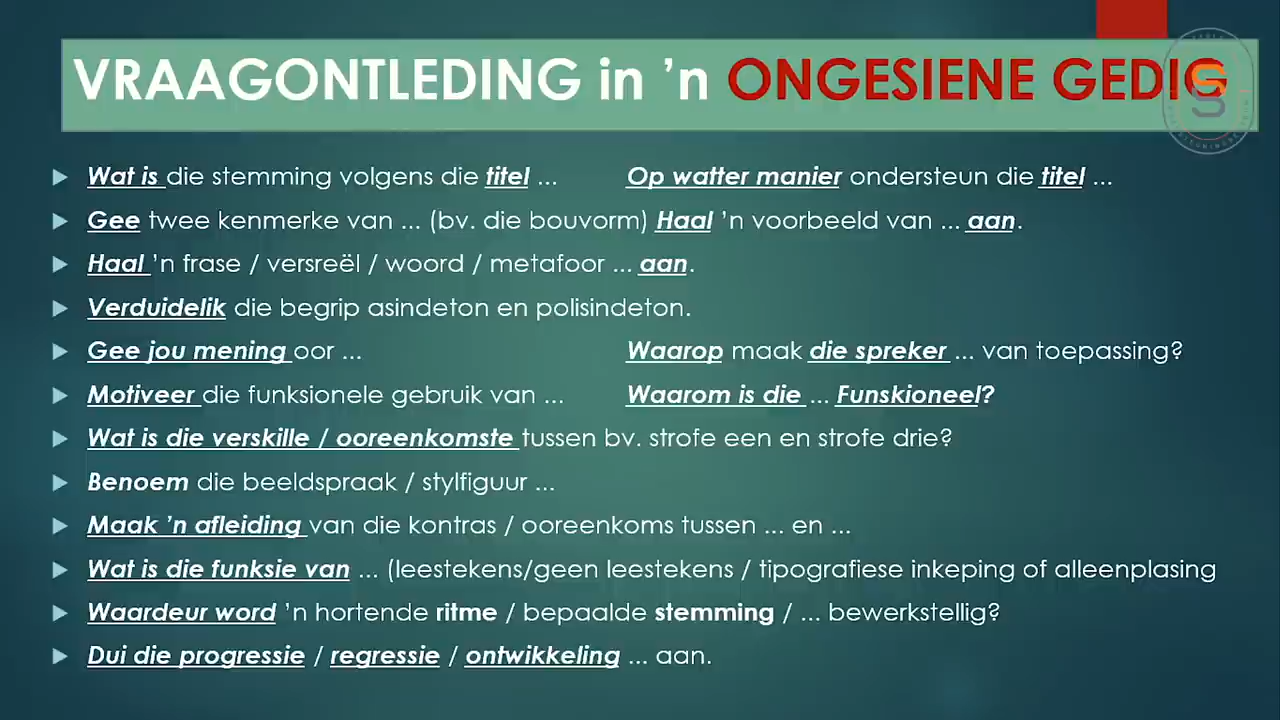 VRAAGONTLEDING in ’n ONGESIENE GEDIG
Wat is die stemming volgens die titel ... Op watter manier ondersteun die titel ...
Gee twee kenmerke van ... (bv. die bouvorm) Haal ’n voorbeeld van ... aan.
Haal ’n frase / versreël / woord / metafoor ... aan.
Verduidelik die begrip asindeton en polisindeton.
Gee jou mening oor ... Waarop maak die spreker ... van toepassing?
Motiveer die funksionele gebruik van ... Waarom is die ... Funskioneel?
Wat is die verskille / ooreenkomste tussen bv. strofe een en strofe drie?
Benoem die beeldspraak / stylfiguur ...
Maak ’n afleiding van die kontras / ooreenkoms tussen ... en ...
Wat is die funksie van ... (leestekens/geen leestekens / tipografiese inkeping of alleenplasing
Waardeur word ’n hortende ritme / bepaalde stemming / ... bewerkstellig?
Dui die progressie / regressie / ontwikkeling ... aan.